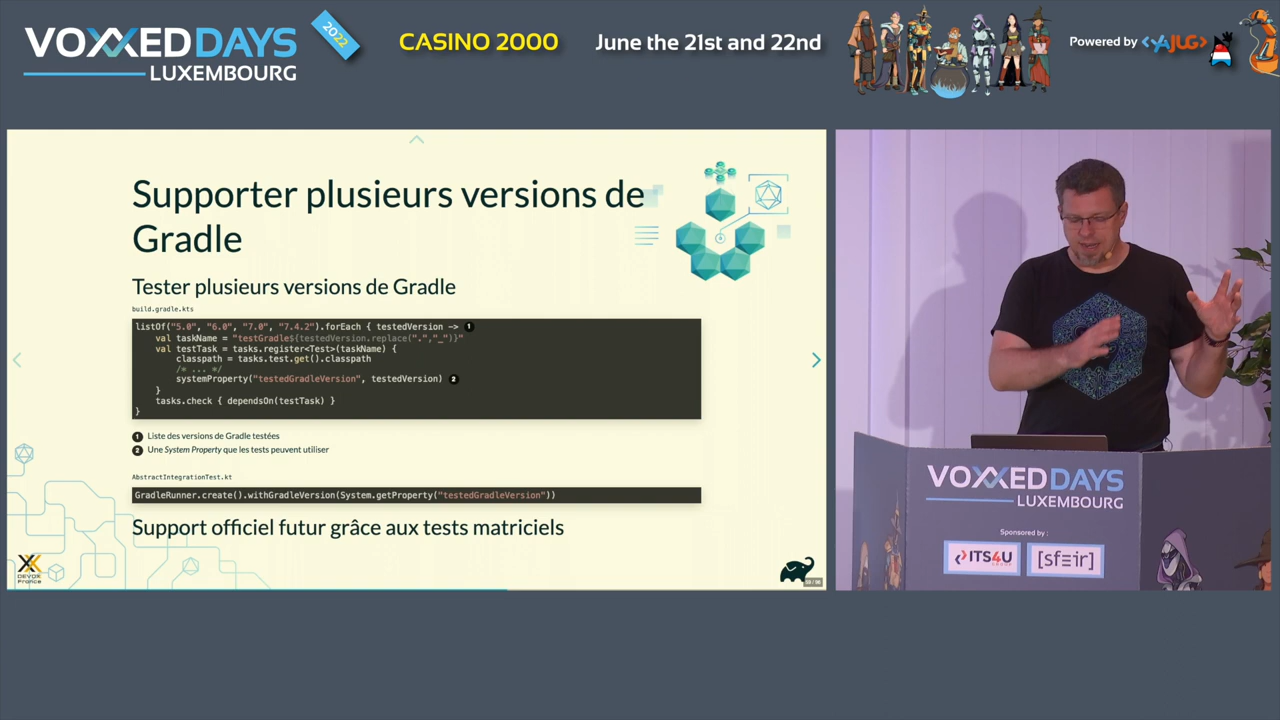 VOXXEDDAYS
LUXEMBOURG
2022
CASINO 2000
June the 21st and 22nd
Powered by <YAJUG>
Supporter plusieurs versions de
Gradle
Tester plusieurs versions de Gradle
build.gradle.kts
listOf("5.0", "6.0", "7.0", "7.4.2").forEach { testedVersion -> 1
val taskName = "testGradle${testedVersion.replace(".","_")}"
val testTask = tasks.register<Test>(taskName) {
classpath = tasks.test.get().classpath
/* ... */
systemProperty("testedGradleVersion", testedVersion) 2
}
tasks.check { dependsOn(testTask) }
}
1 Liste des versions de Gradle testées
2 Une System Property que les tests peuvent utiliser
AbstractIntegrationTest.kt
GradleRunner.create().withGradleVersion(System.getProperty("testedGradleVersion"))
Support officiel futur grâce aux tests matriciels
DEVOXX
France
VOXXEDDAYS
LUXEMBOURG
Sponsored by :
ITS4U
[sfeir]